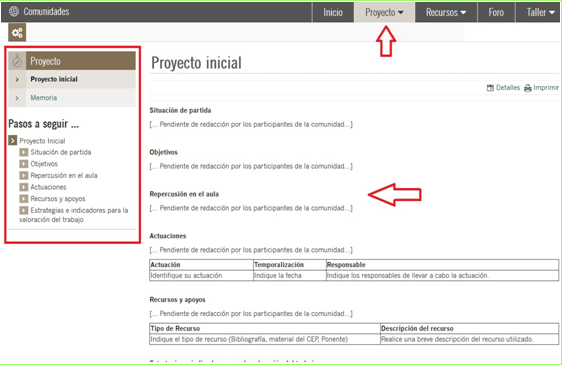 Comunidades
Inicio
Proyecto
Recursos
Foro
Taller
Proyecto
Proyecto inicial
Memoria
Pasos a seguir ...
Proyecto Inicial
Situación de partida
Objetivos
Repercusión en el aula
Actuaciones
Recursos y apoyos
Estrategias e indicadores para la
valoración del trabajo
Proyecto inicial
Detalles
Imprimir
Situación de partida
[... Pendiente de redacción por los participantes de la comunidad...]
Objetivos
[... Pendiente de redacción por los participantes de la comunidad...]
Repercusión en el aula
[... Pendiente de redacción por los participantes de la comunidad...]
Actuaciones
[... Pendiente de redacción por los participantes de la comunidad...]
Actuación Temporalización Responsable
Identifique su actuación Indique la fecha Indique los responsables de llevar a cabo la actuación.
Recursos y apoyos
[... Pendiente de redacción por los participantes de la comunidad...]
Tipo de Recurso Descripción del recurso
Indique el tipo de recurso (Bibliografía, material del CEP, Ponente) Realice una breve descripción del recurso utilizado.